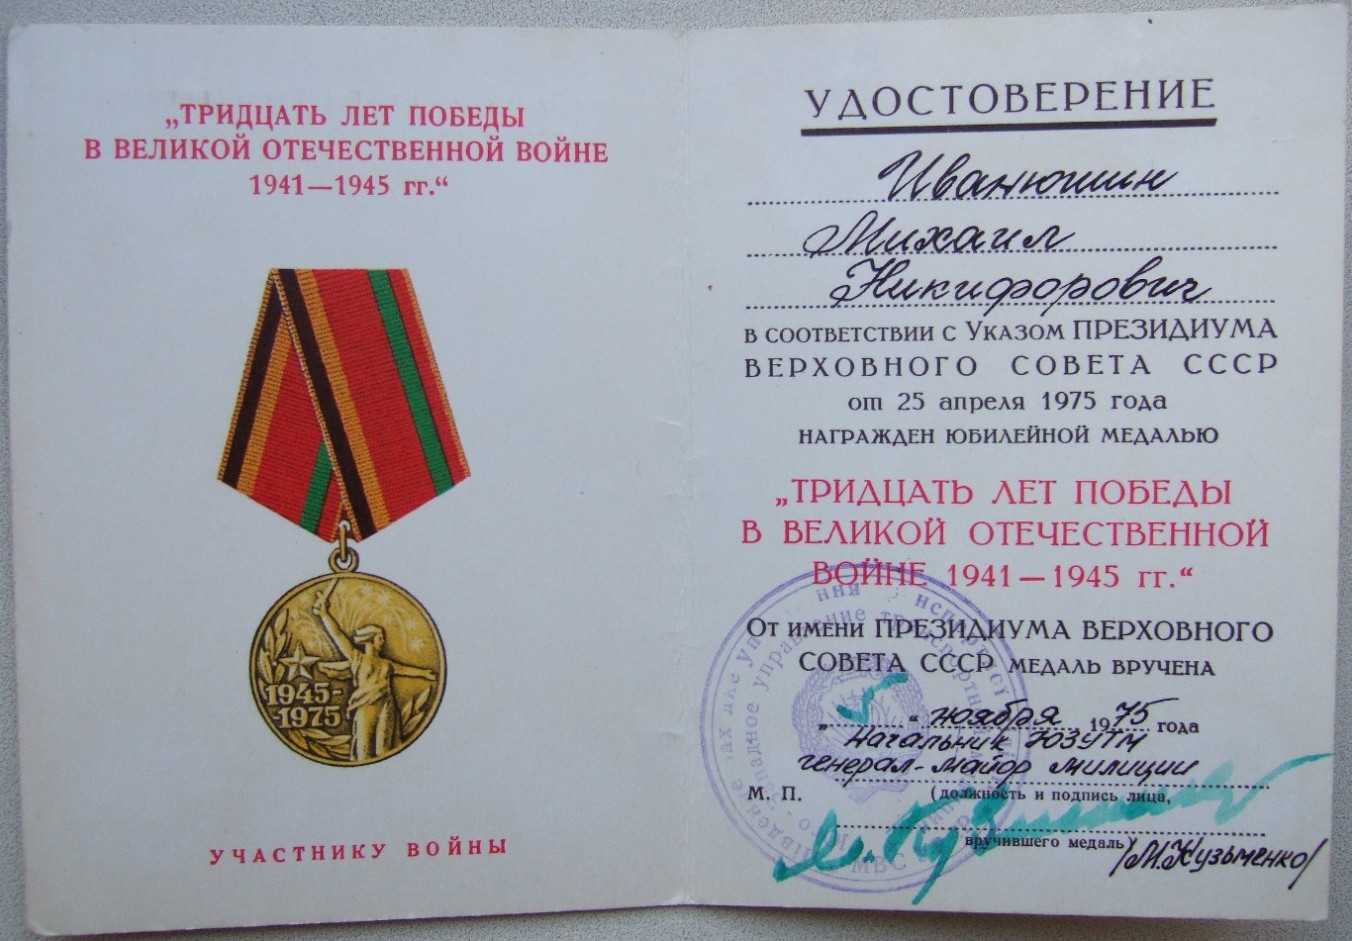 „ТРИДЦАТЬ ЛЕТ ПОБЕДЫ
В ВЕЛИКОЙ ОТЕЧЕСТВЕННОЙ ВОЙНЕ
1941—1945 гг.“
1945-
-1975
УЧАСТНИКУ ВОЙНЫ
УДОСТОВЕРЕНИЕ
Иванюшин
Михаил
Никифорович
в соответствии с Указом ПРЕЗИДИУМА
ВЕРХОВНОГО СОВЕТА СССР
от 25 апреля 1975 года
НАГРАЖДЕН ЮБИЛЕЙНОЙ МЕДАЛЬЮ
„ТРИДЦАТЬ ЛЕТ ПОБЕДЫ
В ВЕЛИКОЙ ОТЕЧЕСТВЕННОЙ
ВОЙНЕ 1941—1945 гг.“
От имени ПРЕЗИДИУМА ВЕРХОВНОГО
СОВЕТА СССР МЕДАЛЬ ВРУЧЕНА
„5“ ноября 1975 года
Начальник ЮЗУТМ
генерал-майор милиции
М. П. (должность и подпись лица,
вручившего медаль)
/М.Кузьменко/
управление
МВС